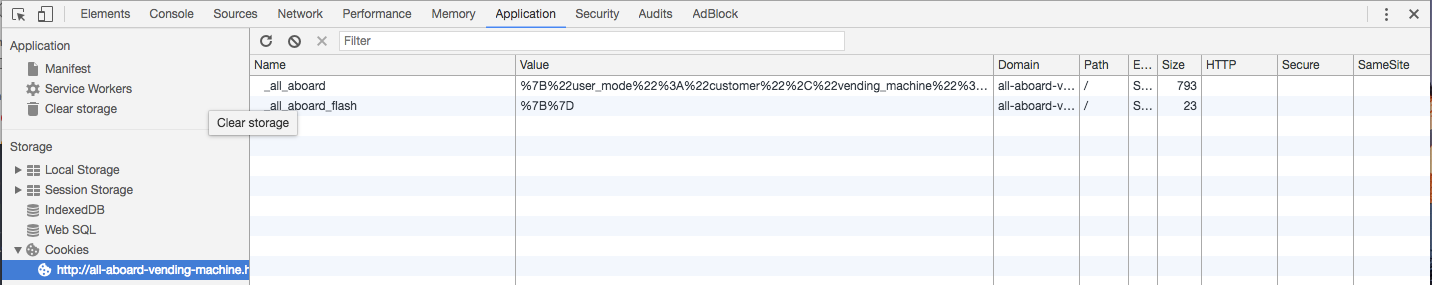 Elements Console Sources Network Performance Memory Application Security Audits AdBlock
Application
Manifest
Service Workers
Clear storage
Clear storage
Storage
Local Storage
Session Storage
IndexedDB
Web SQL
Cookies
http://all-aboard-vending-machine.h
Filter
Name Value Domain Path E... Size HTTP Secure SameSite
_all_aboard %7B%22user_mode%22%3A%22customer%22%2C%22vending_machine%22%3... all-aboard-v... / S... 793
_all_aboard_flash %7B%7D all-aboard-v... / S... 23